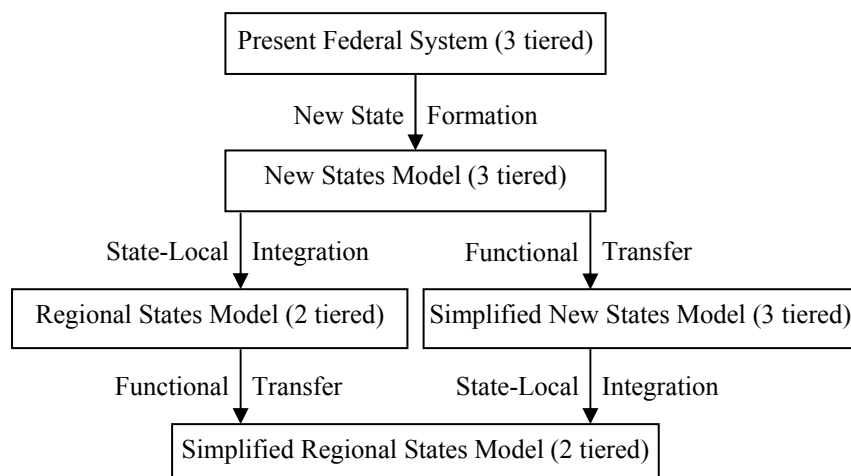 Present Federal System (3 tiered)
New State Formation
New States Model (3 tiered)
State-Local Integration
Functional Transfer
Regional States Model (2 tiered)
Simplified New States Model (3 tiered)
Functional Transfer
State-Local Integration
Simplified Regional States Model (2 tiered)